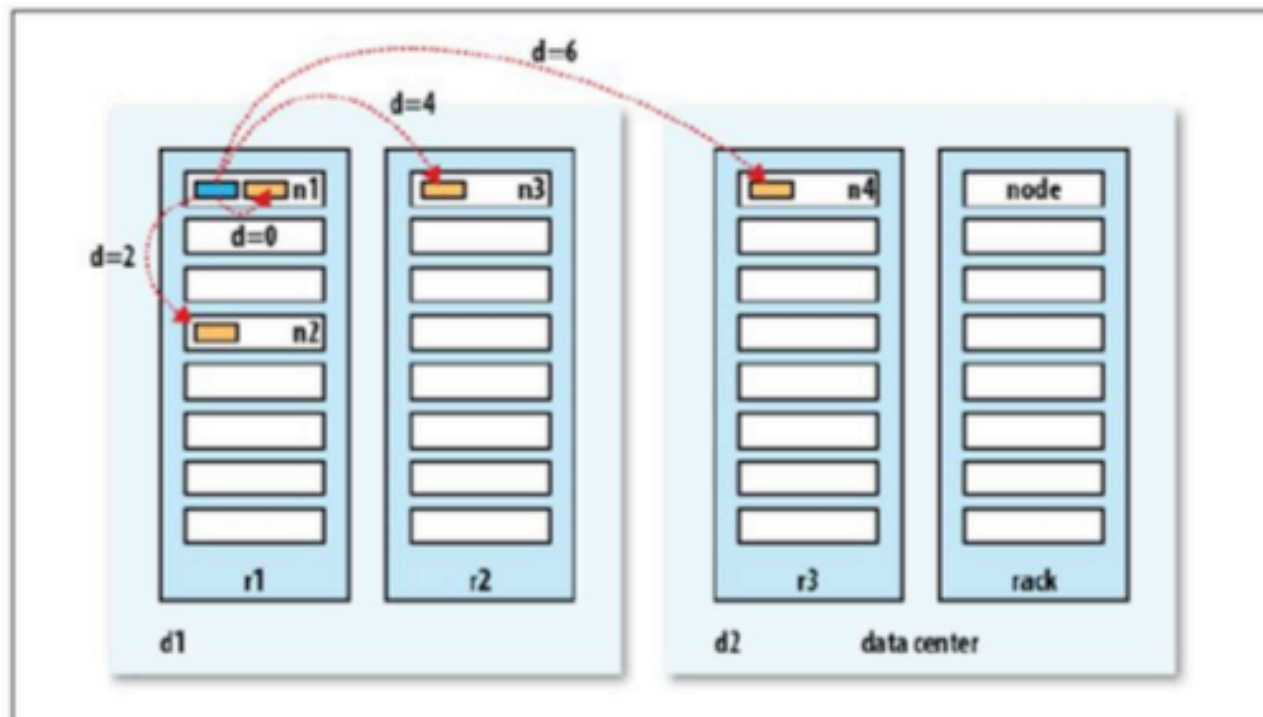 d=6
d=4
n1
n3
n4
node
d=0
d=2
n2
r1
r2
r3
rack
d1
d2
data center